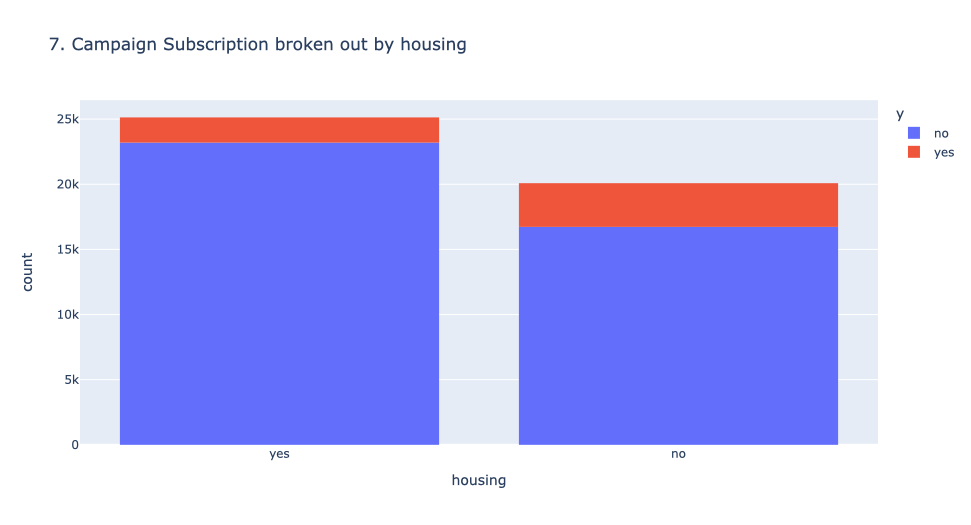 7. Campaign Subscription broken out by housing
y
no
yes
25k
20k
15k
10k
5k
0
count
yes
no
housing